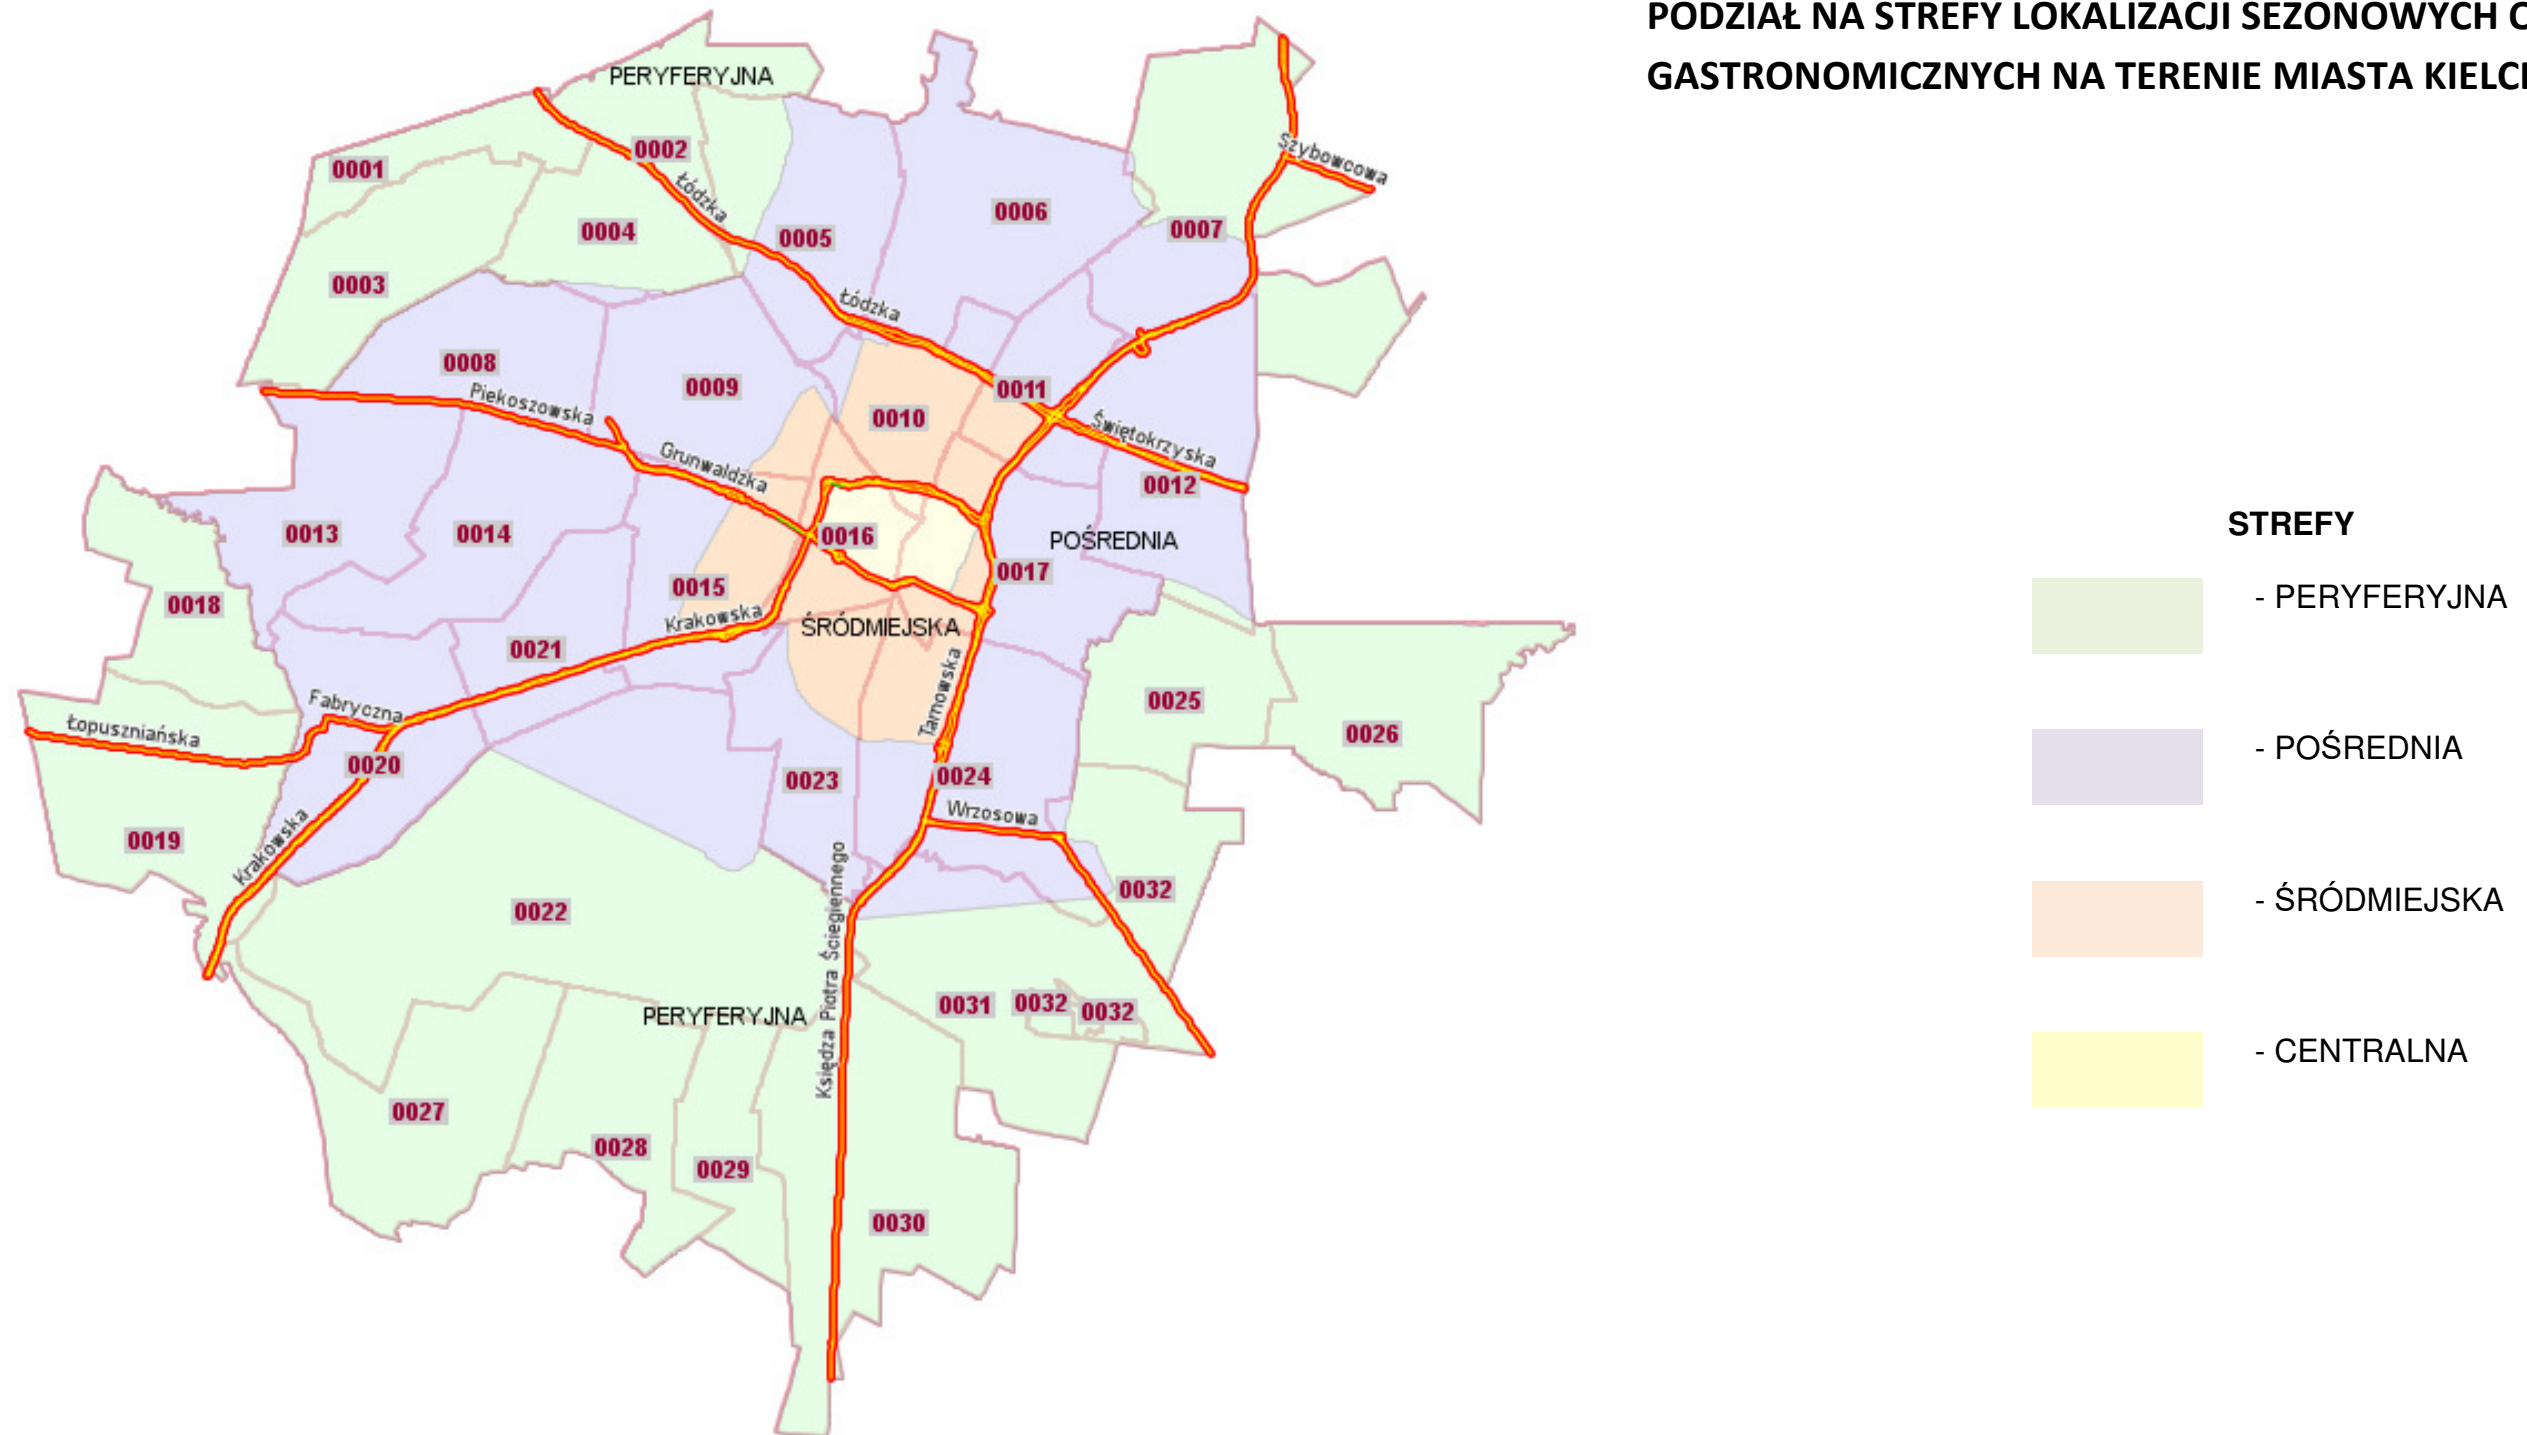 PODZIAŁ NA STREFY LOKALIZACJI SEZONOWYCH
GASTRONOMICZNYCH NA TERENIE MIASTA
PERYFERYJNA
Szybowcowa
0002
0001
Łódzka
0006
0004
0005
0007
0003
Łódzka
0008
0009
0011
Piekoszowska
0010
Świętokrzyska
Grunwaldzka
0012
STREFY
0013
0014
0016
POŚREDNIA
0017
0015
- PERYFERYJNA
0018
Krakowska
ŚRÓDMIEJSKA
0021
Tarnowska
0025
Fabryczna
Łopuszniańska
0026
- POŚREDNIA
0020
0023
0024
Wrzosowa
0019
Krakowska
0032
- ŚRÓDMIEJSKA
0022
Księdza Piotra Ściegiennego
0031
0032
0032
PERYFERYJNA
- CENTRALNA
0027
0028
0029
0030